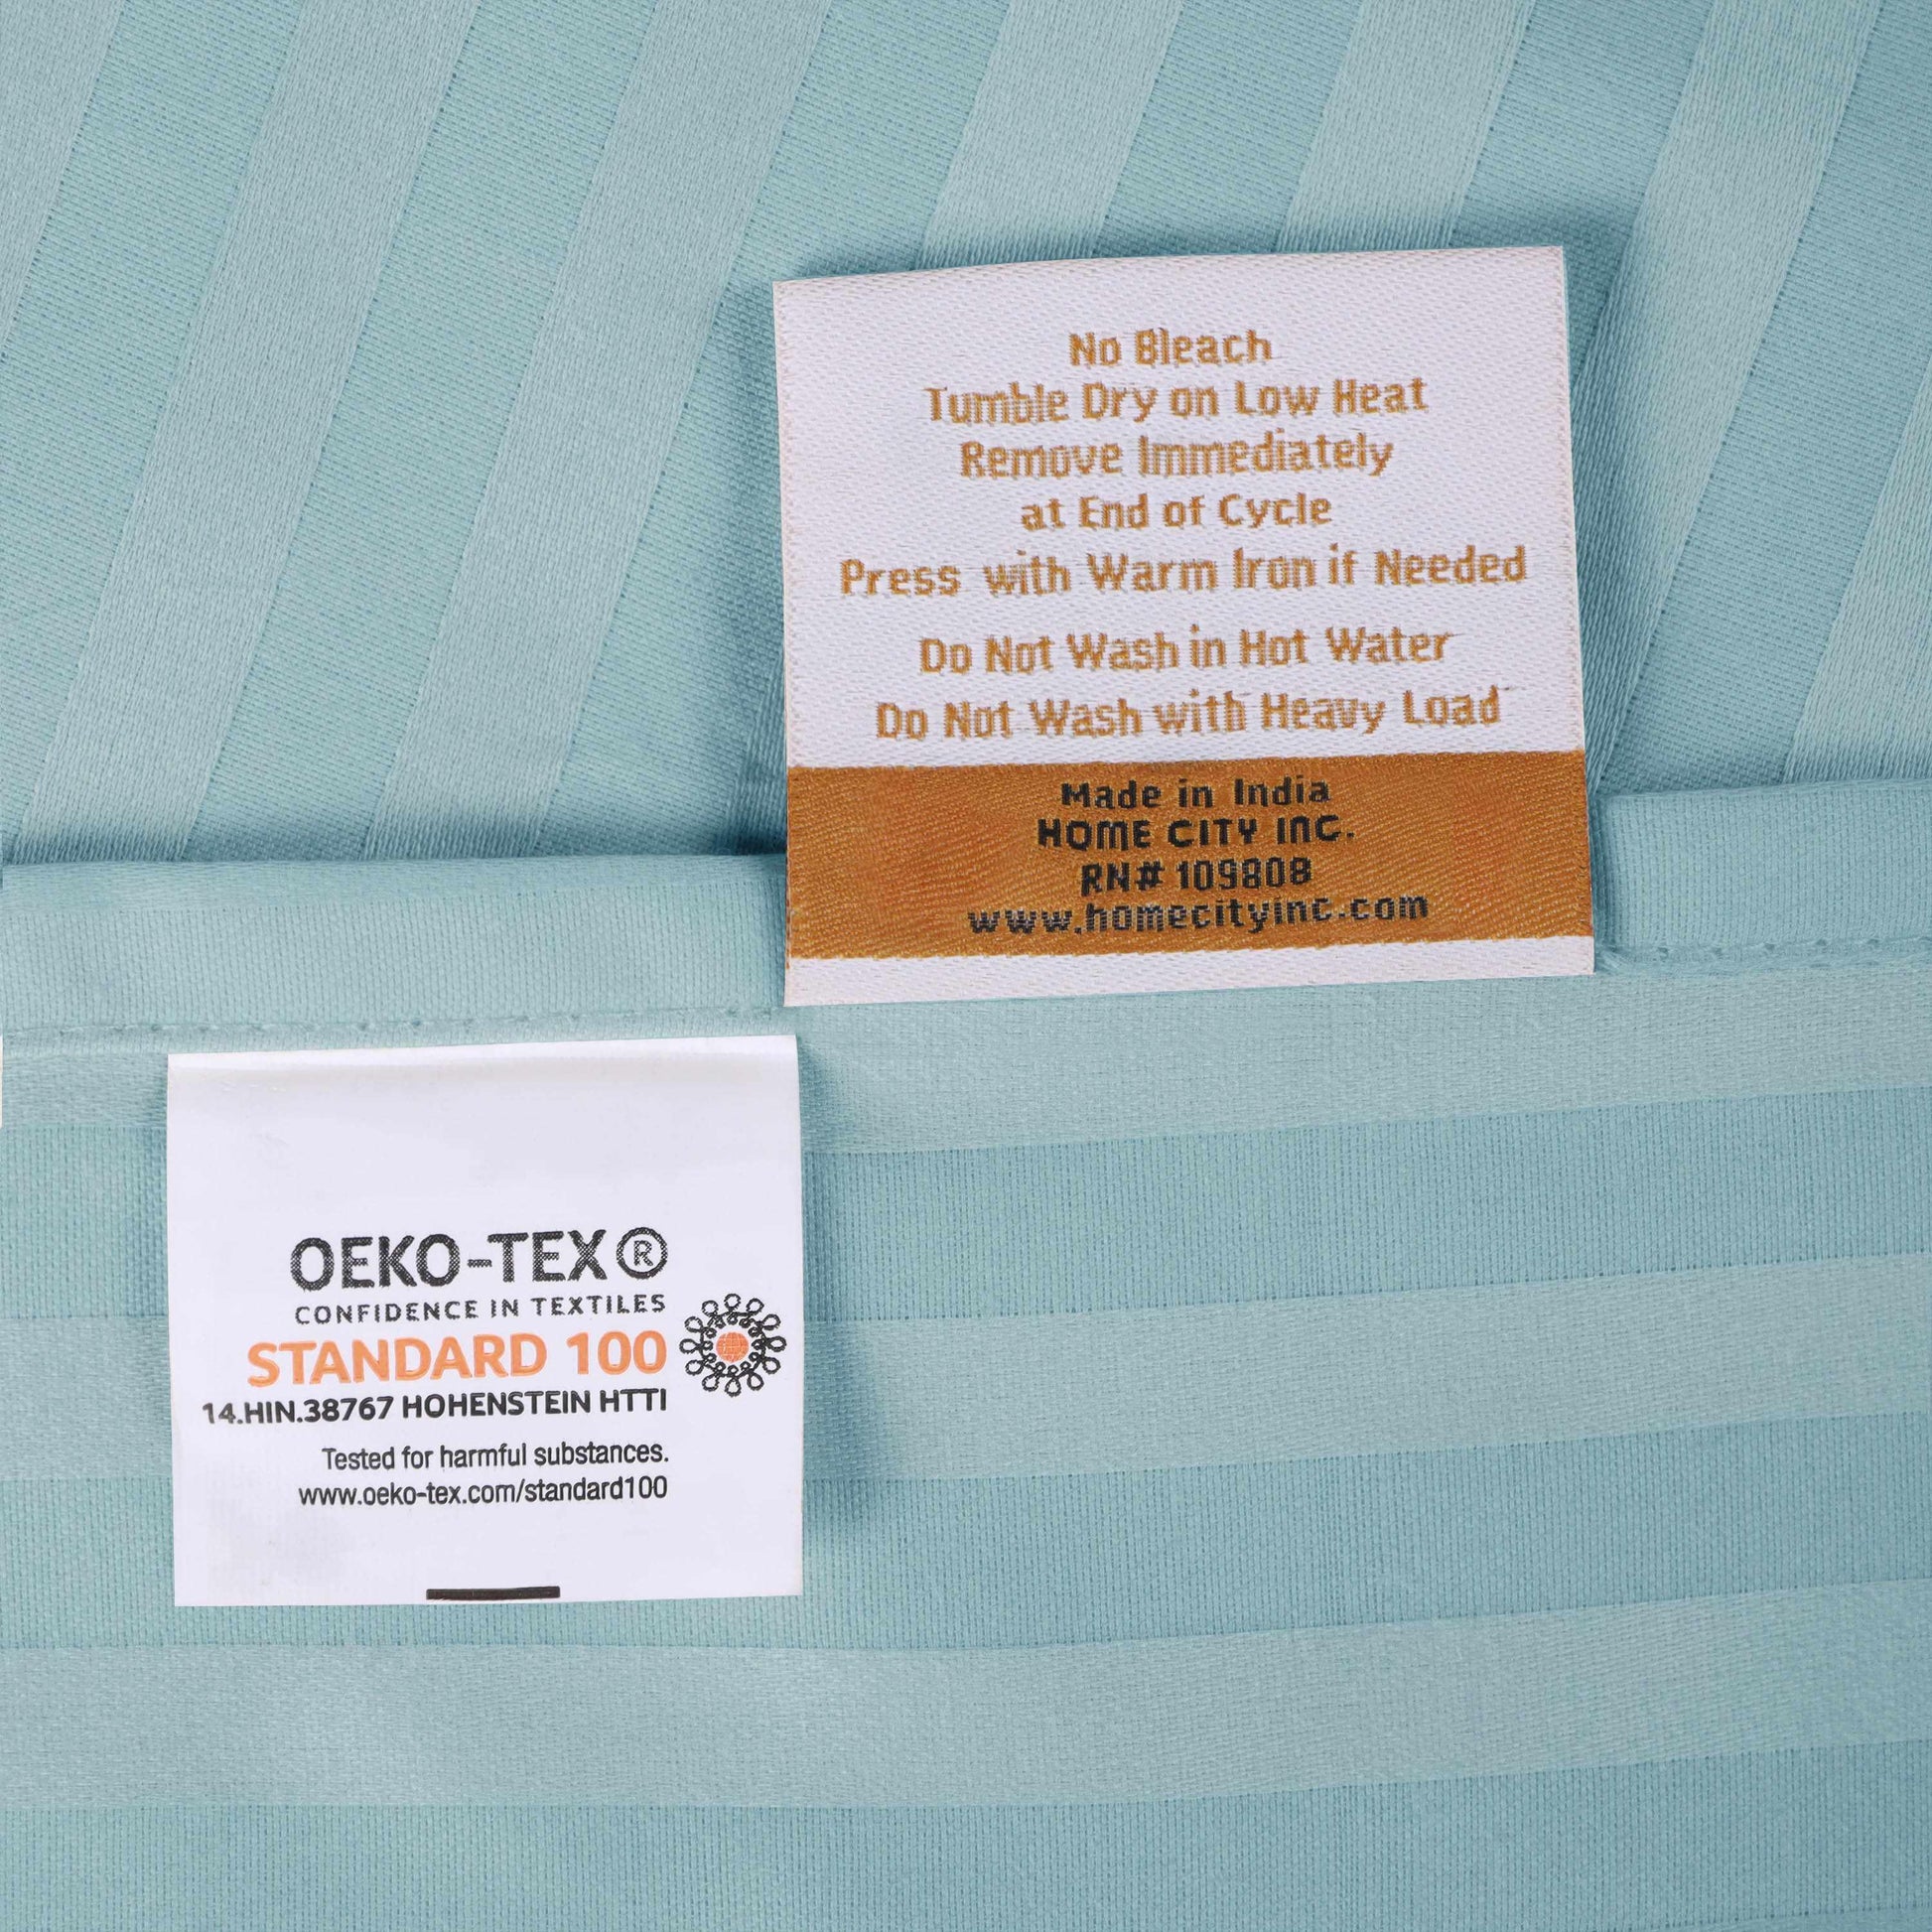 No Bleach
Tumble Dry on Low Heat
Remove Immediately
at End of Cycle
Press with Warm Iron if Needed
Do Not Wash in Hot Water
Do Not Wash with Heavy Load
Made in India
HOME CITY INC.
RN# 109808
www.homecityinc.com
OEKO-TEX®
CONFIDENCE IN TEXTILES
STANDARD 100
14.HIN.38767 HOHENSTEIN HTTI
Tested for harmful substances.
www.oeko-tex.com/standard100